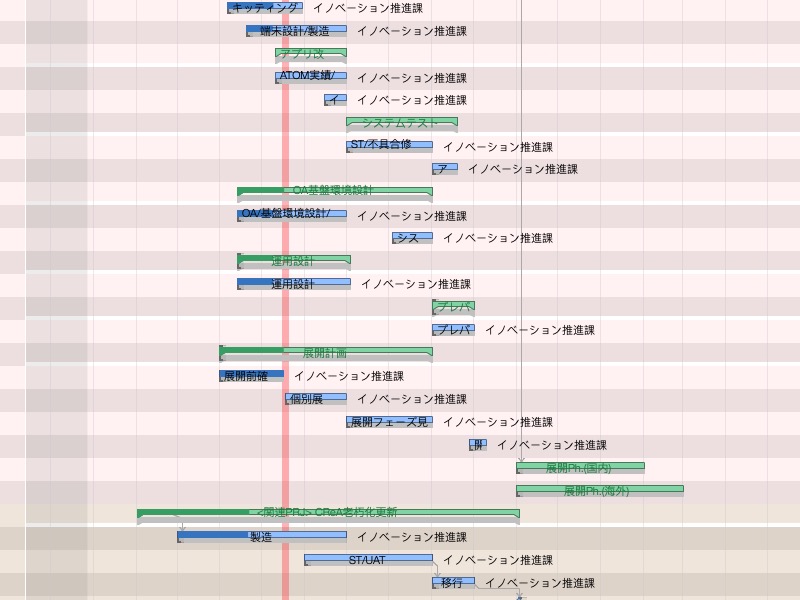 キッティング イノベーション推進課
端末設計/製造 イノベーション推進課
アプリ改
ATOM実績/ イノベーション推進課
イ イノベーション推進課
システムテスト
ST/不具合修 イノベーション推進課
ア イノベーション推進課
OA基盤環境設計
OA/基盤環境設計/ イノベーション推進課
シス イノベーション推進課
運用設計
運用設計 イノベーション推進課
プレパ
プレパ イノベーション推進課
展開計画
展開前確 イノベーション推進課
個別展 イノベーション推進課
展開フェーズ見 イノベーション推進課
イノベーション推進課
展開Ph.(国内)
展開Ph.(海外)
老朽化更新
製造 イノベーション推進課
ST/UAT イノベーション推進課
移行 イノベーション推進課